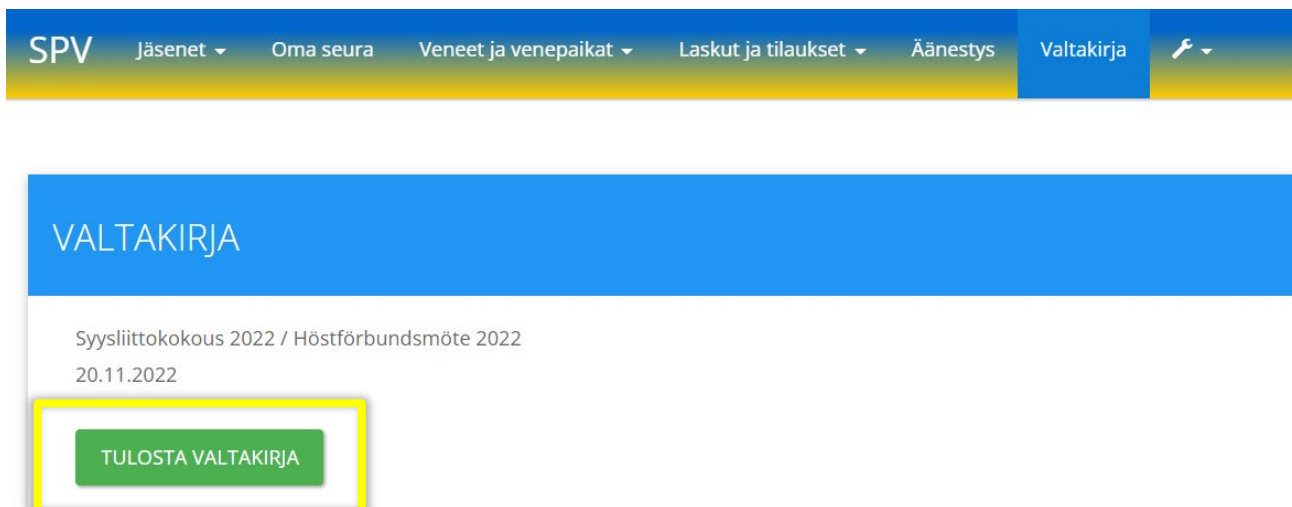 SPV Jäsenet Oma seura Veneet ja venepaikat Laskut ja tilaukset Äänestys Valtakirja
VALTAKIRJA
Syysliittokokous 2022 / Höstförbundsmöte 2022
20.11.2022
TULOSTA VALTAKIRJA